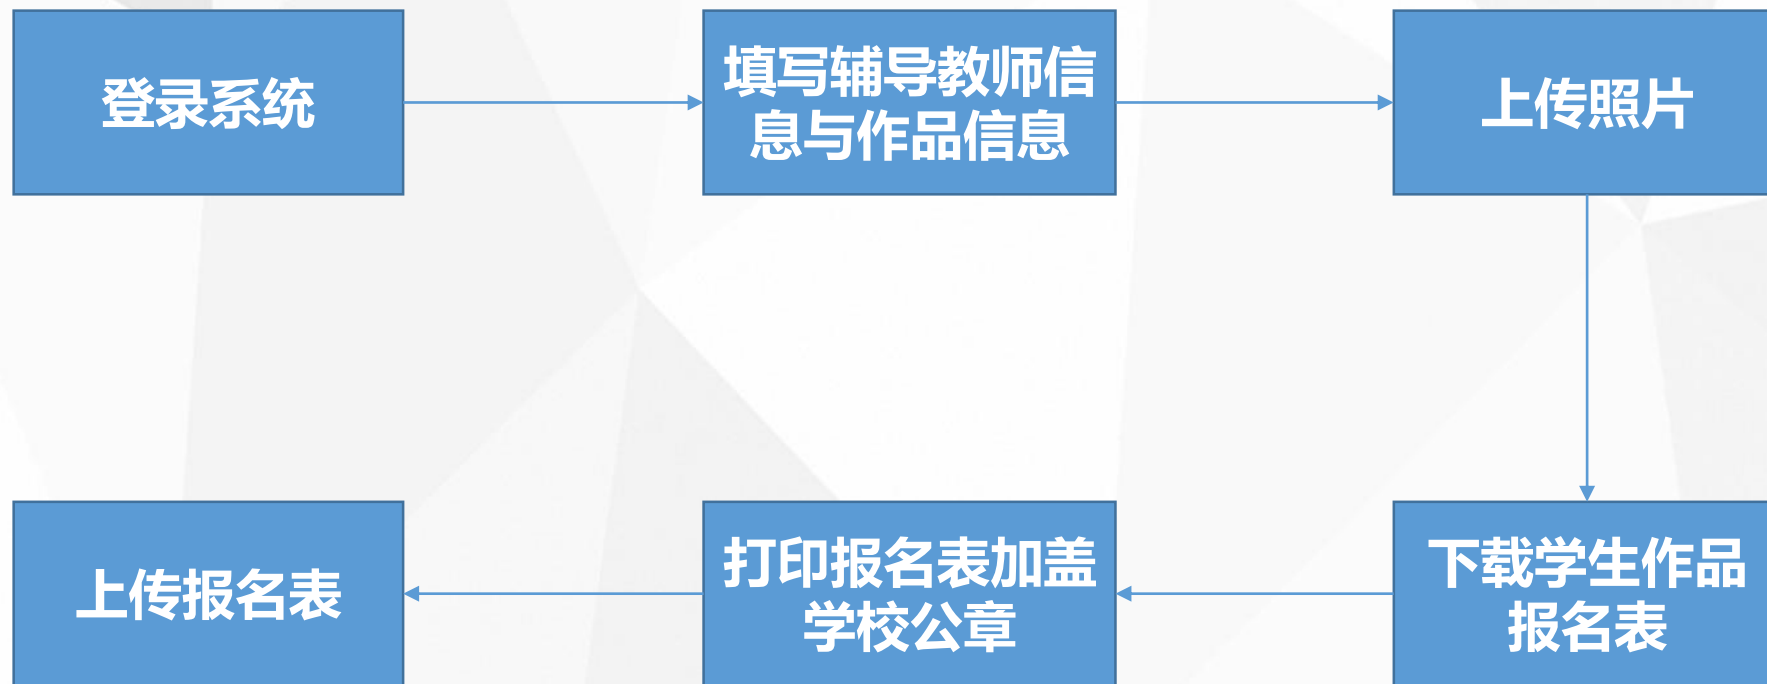 登录系统
填写辅导教师信
息与作品信息
上传照片
上传报名表
打印报名表加盖
学校公章
下载学生作品
报名表